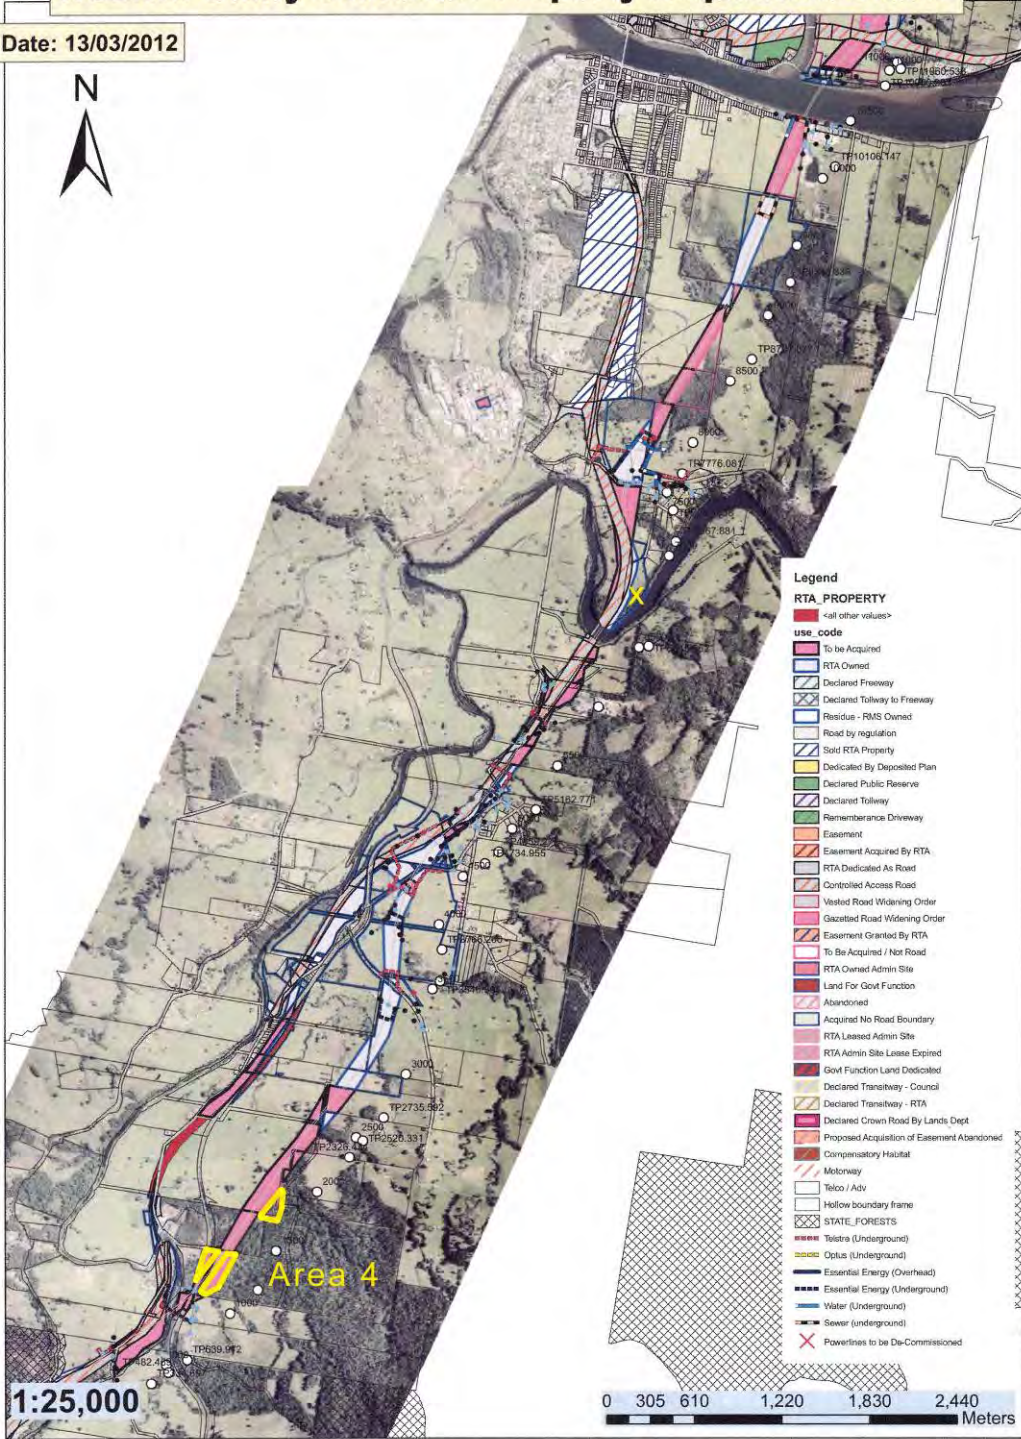 Date: 13/03/2012
N
TP10106.147
8500
TP7776.081
3000
TP2735.592
2500
TP2520.331
Area 4
TP639.912
1:25,000
Legend
RTA_PROPERTY
<all other values>
use_code
To be Acquired
RTA Owned
Declared Freeway
Declared Tollway to Freeway
Residue - RMS Owned
Road by regulation
Sold RTA Property
Dedicated By Deposited Plan
Declared Public Reserve
Declared Tollway
Rememberance Driveway
Easement
Easement Acquired By RTA
RTA Dedicated As Road
Controlled Access Road
Vested Road Widening Order
Gazetted Road Widening Order
Easement Granted By RTA
To Be Acquired / Not Road
RTA Owned Admin Site
Land For Govt Function
Abandoned
Acquired No Road Boundary
RTA Leased Admin Site
RTA Admin Site Lease Expired
Govt Function Land Dedicated
Declared Transitway - Council
Declared Transitway - RTA
Declared Crown Road By Lands Dept
Proposed Acquisition of Easement Abandoned
Compensatory Habitat
Motorway
Telco / Adv
Hollow boundary frame
STATE_FORESTS
Telstra (Underground)
Optus (Underground)
Essential Energy (Overhead)
Essential Energy (Underground)
Water (Underground)
Sewer (underground)
Powerlines to be De-Commissioned
0 305 610 1,220 1,830 2,440
Meters